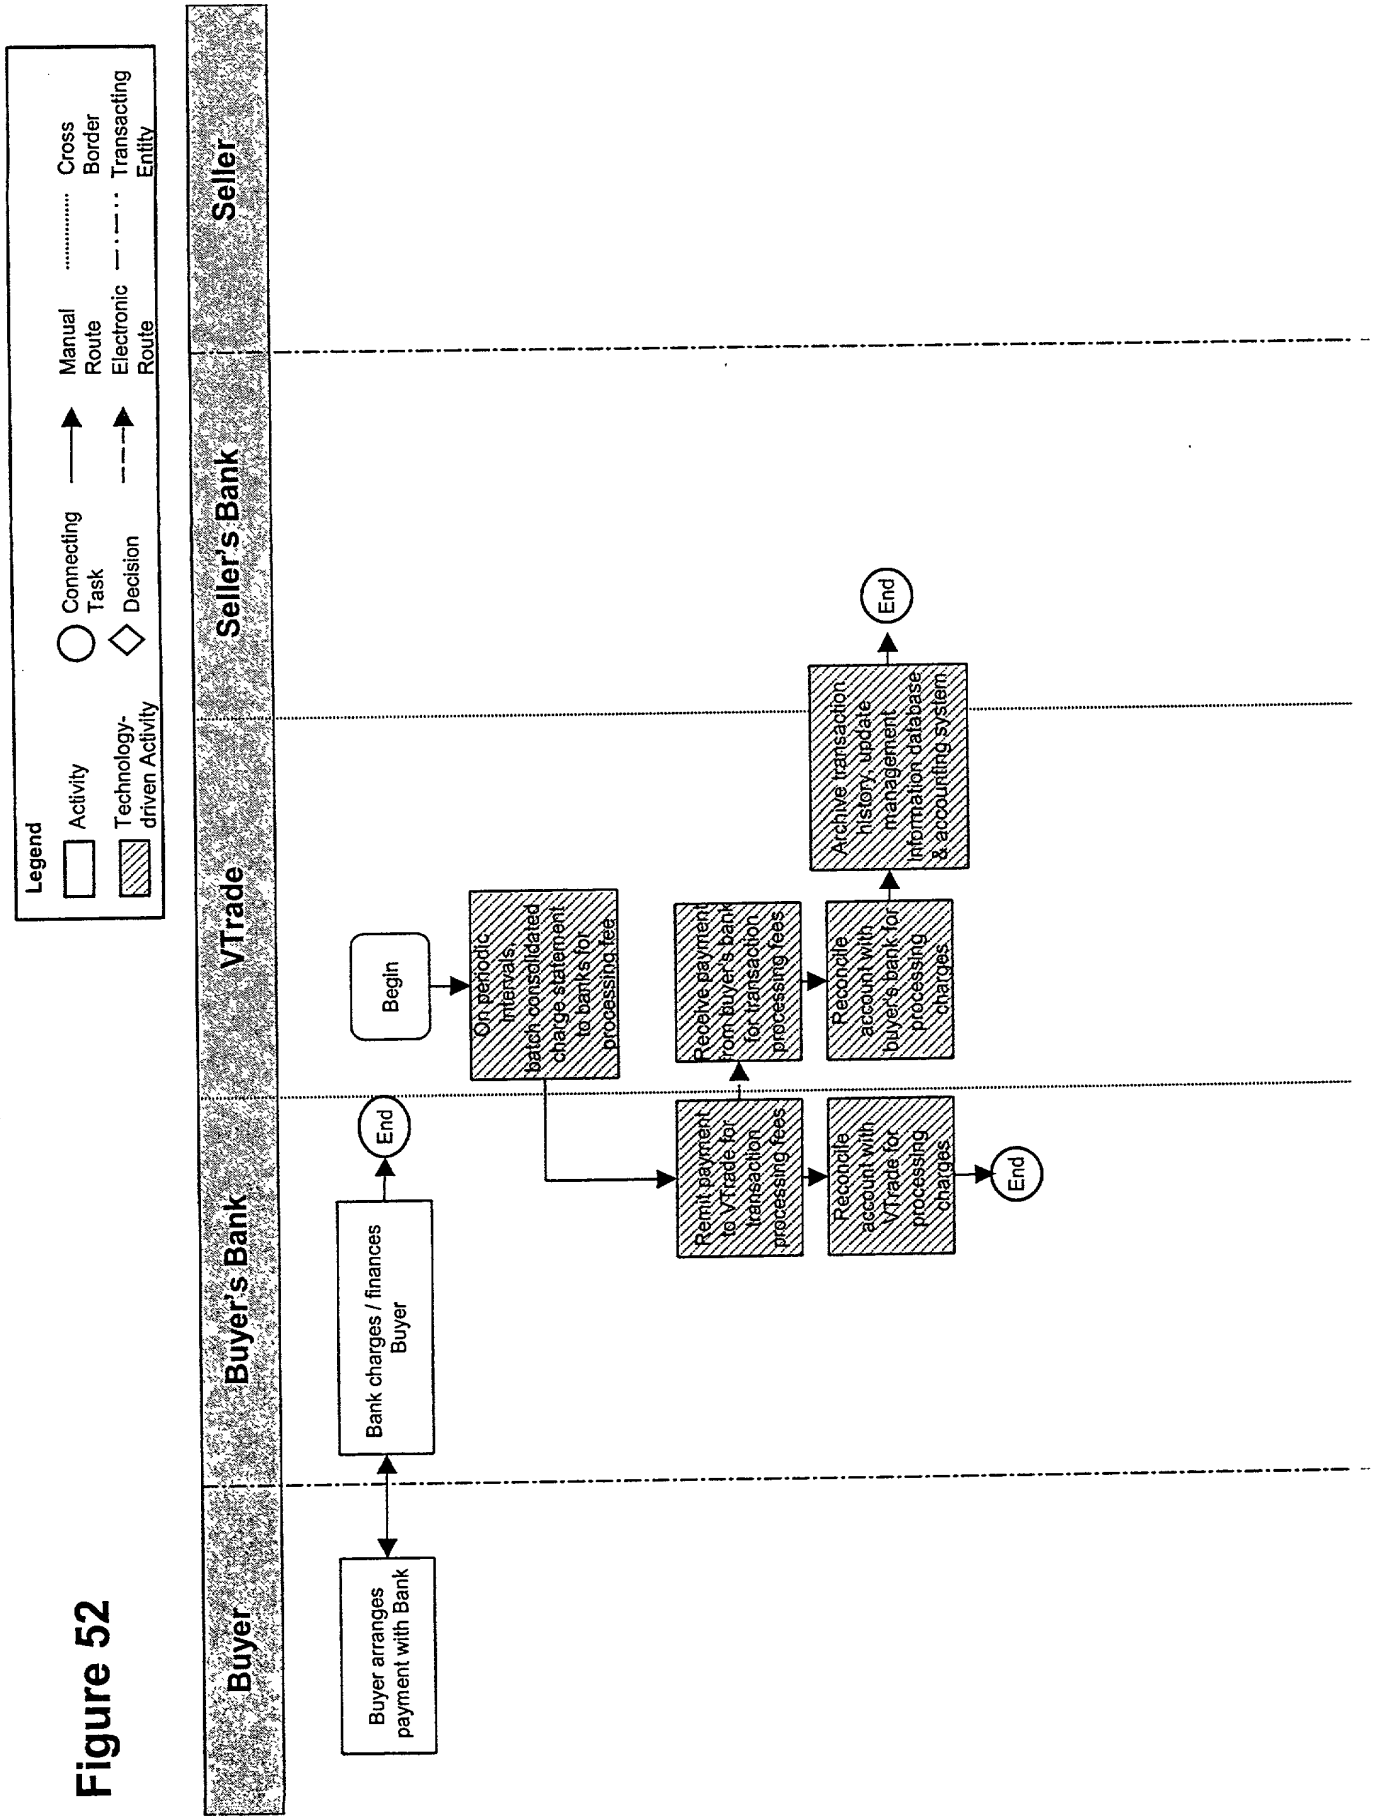 Figure 52
Legend
Activity
Technology-
driven Activity
Connecting
Task
Decision
Manual
Route
Electronic
Route
Cross
Border
Transacting
Entity
Buyer
Buyer's Bank
VTrade
Seller's Bank
Seller
Buyer arranges
payment with Bank
Bank charges / finances
Buyer
End
Begin
On periodic
Intervals,
batch consolidated
charge statement
to banks for
processing fee
Remit payment
to VTrade for
transaction
processing fees
Receive payment
from buyer's bank
for transaction
processing fees
Reconcile
account with
VTrade for
processing
charges
Reconcile
account with
buyer's bank for
processing
charges
Archive transaction
history, update
management
Information database
& accounting system
End
End